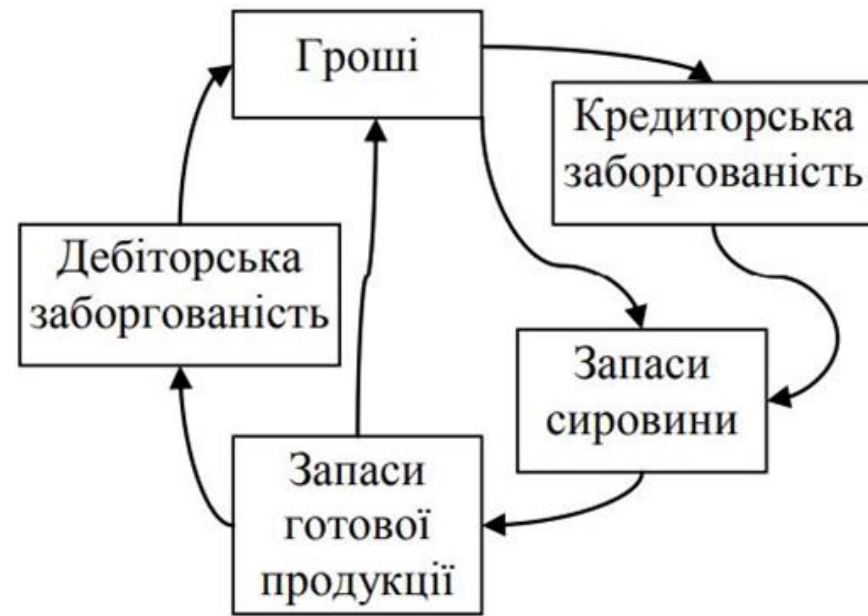 Гроші
Кредиторська
заборгованість
Дебіторська
заборгованість
Запаси
сировини
Запаси
готової
продукції